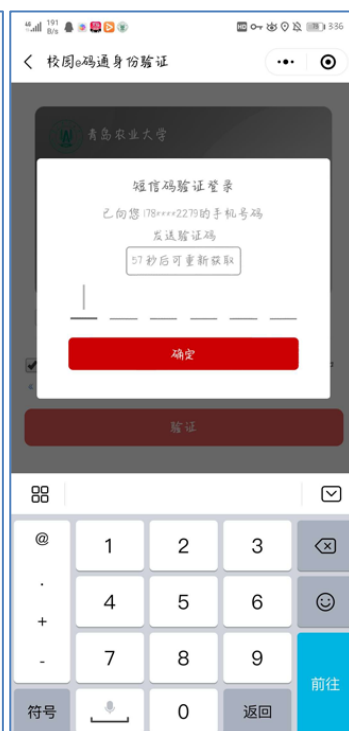 191
B/s
HD
336
校园e码通身份验证
青岛农业大学
短信码验证登录
已向您178****2279的手机号码
发送验证码
57秒后可重新获取
确定
验证
@ 1 2 3
. 4 5 6
+
- 7 8 9
前往
符号 0 返回